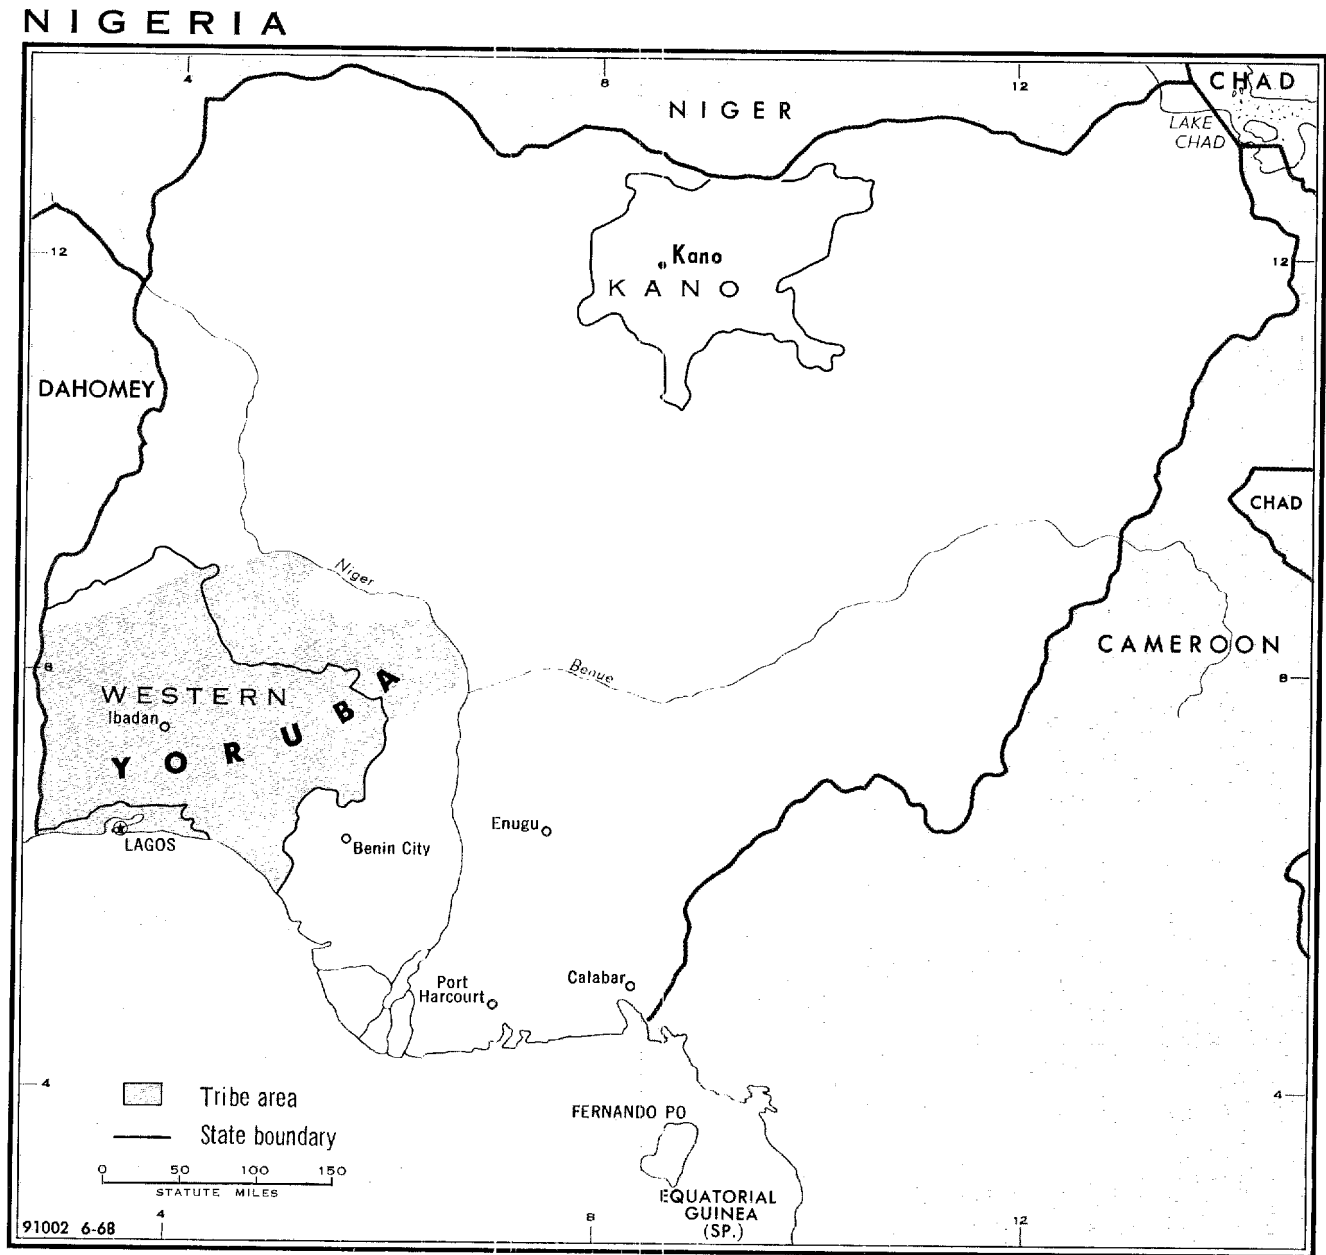 NIGERIA
4 8 12
CHAD
NIGER
LAKE
CHAD
12 12
Kano
KANO
DAHOMEY
CHAD
Niger
CAMEROON
8 8
Benue
WESTERN
Ibadan
YORUBA
LAGOS
Benin City
Enugu
Port
Harcourt
Calabar
4 4
Tribe area
State boundary
0 50 100 150
STATUTE MILES
FERNANDO PO
EQUATORIAL
GUINEA
(SP.)
91002 6-68
4 8 12